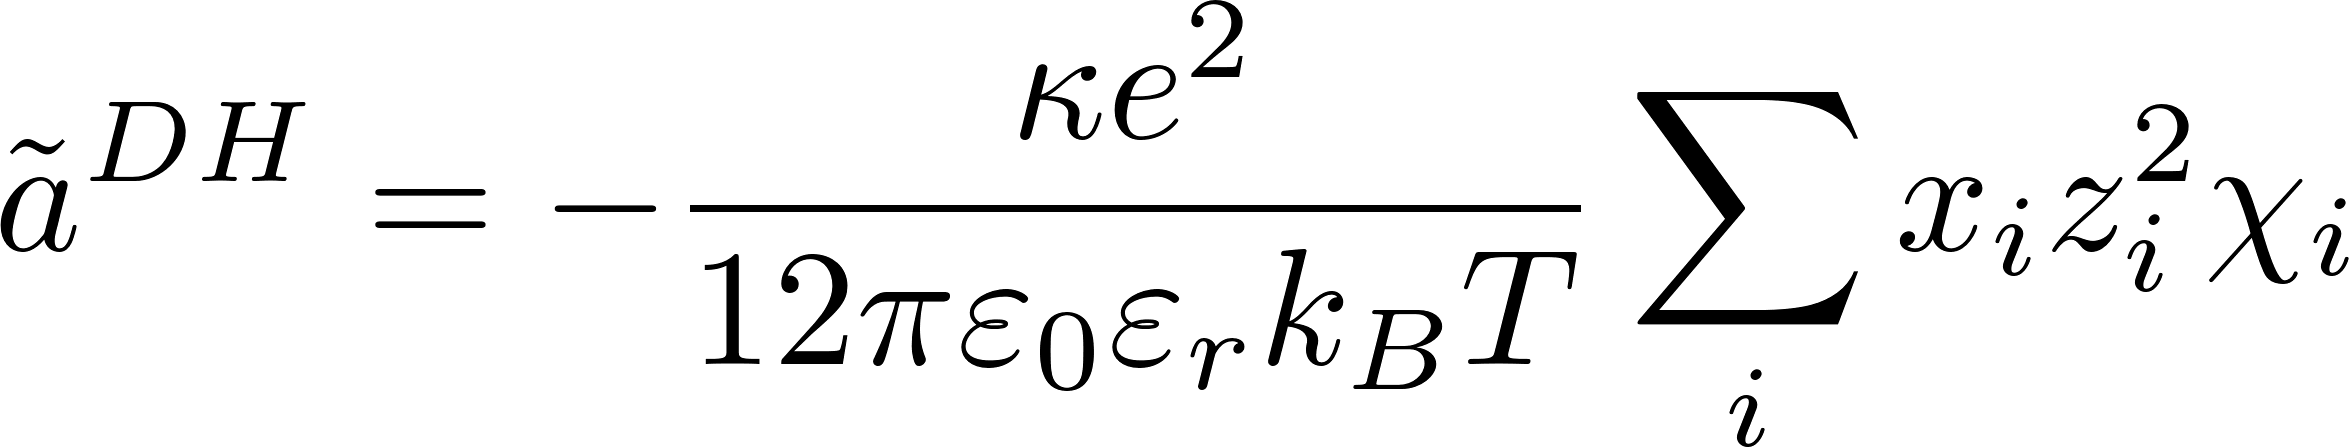 \tilde{a}^{DH} = -\frac{\kappa e^2}{12\pi\varepsilon_0\varepsilon_r k_B T} \sum_i x_i z_i^2 \chi_i